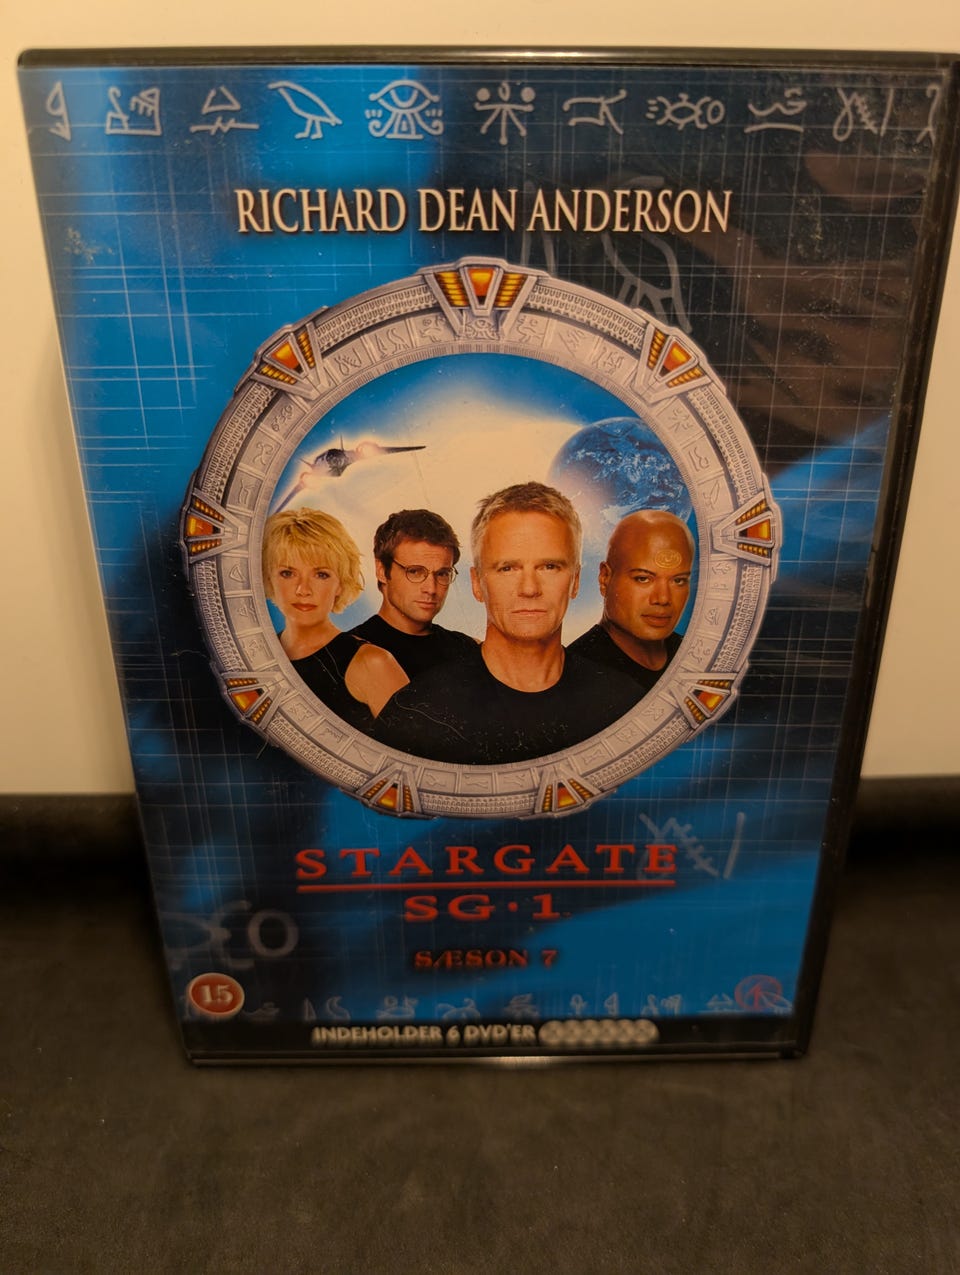 RICHARD DEAN ANDERSON
STARGATE
SG·1
SÆSON 7
15
INDEHOLDER 6 DVD'ER